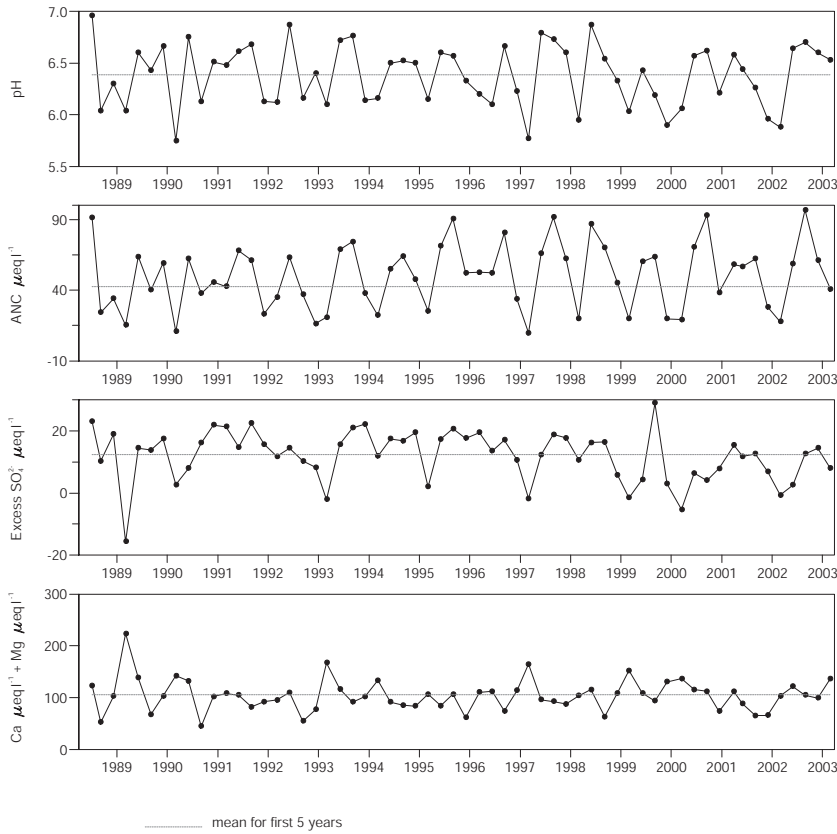 7.0
6.5
6.0
5.5
pH
1989 1990 1991 1992 1993 1994 1995 1996 1997 1998 1999 2000 2001 2002 2003
90
40
-10
ANC μeq l⁻¹
1989 1990 1991 1992 1993 1994 1995 1996 1997 1998 1999 2000 2001 2002 2003
20
0
-20
Excess SO₄²⁻ μeq l⁻¹
1989 1990 1991 1992 1993 1994 1995 1996 1997 1998 1999 2000 2001 2002 2003
300
200
100
0
Ca μeq l⁻¹ + Mg μeq l⁻¹
1989 1990 1991 1992 1993 1994 1995 1996 1997 1998 1999 2000 2001 2002 2003
mean for first 5 years